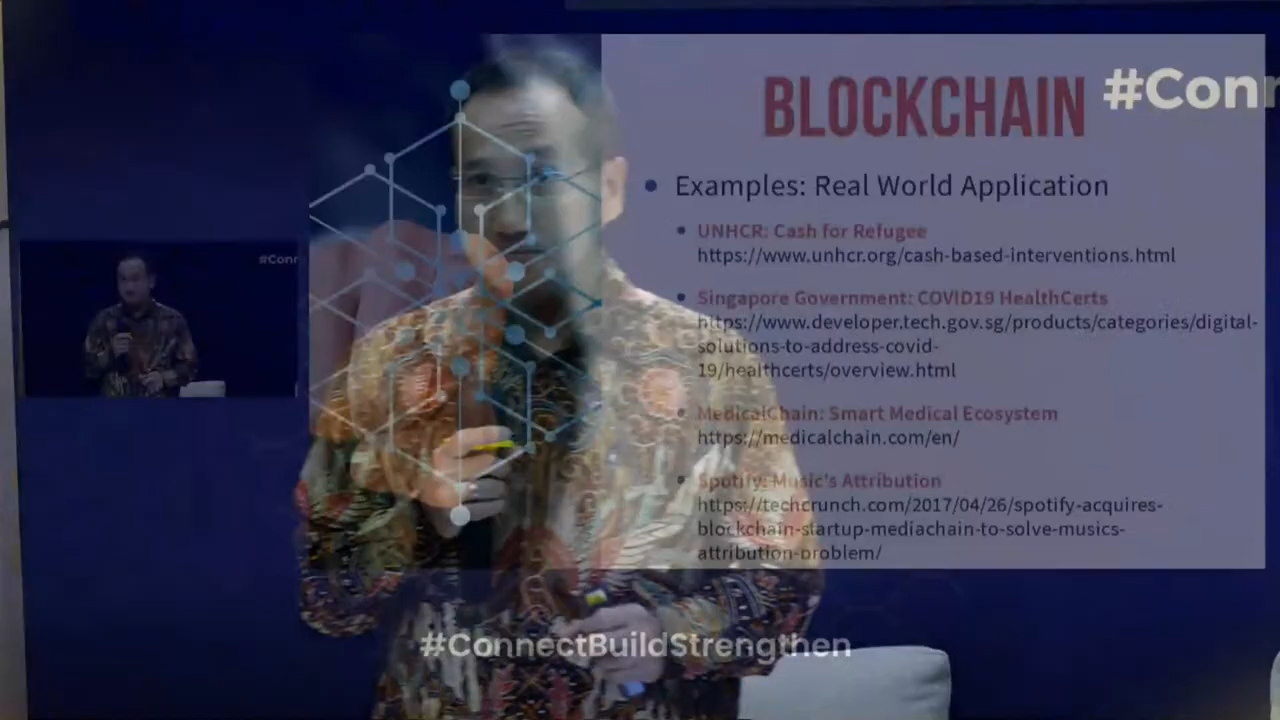 BLOCKCHAIN
#Con
Examples: Real World Application
UNHCR: Cash for Refugee
https://www.unhcr.org/cash-based-interventions.html
#Con
Singapore Government: COVID19 HealthCerts
https://www.developer.tech.gov.sg/products/categories/digital-
solutions-to-address-covid-
19/healthcerts/overview.html
MedicalChain: Smart Medical Ecosystem
https://medicalchain.com/en/
Spotify: Music's Attribution
https://techcrunch.com/2017/04/26/spotify-acquires-
blockchain-startup-mediachain-to-solve-musics-
attribution-problem/
#ConnectBuildStrengthen